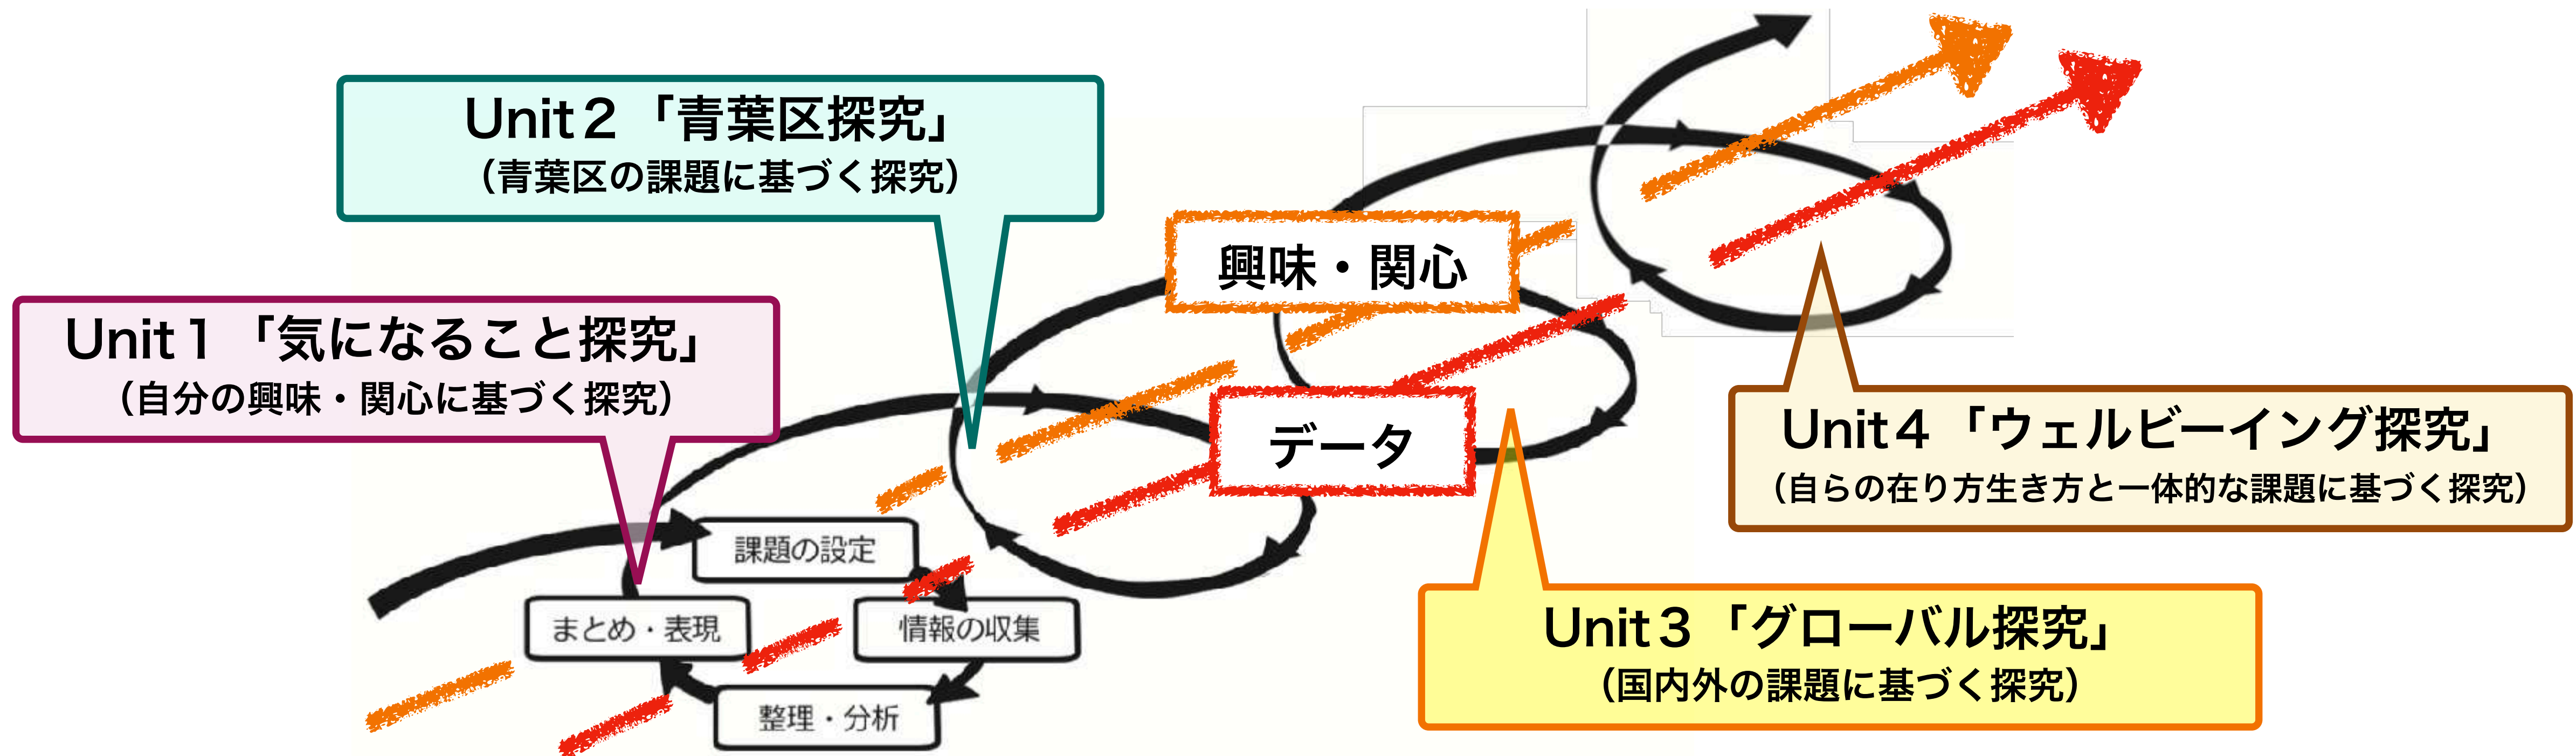 Unit1「気になること探究」
（自分の興味・関心に基づく探究）
Unit2「青葉区探究」
（青葉区の課題に基づく探究）
Unit3「グローバル探究」
（国内外の課題に基づく探究）
Unit4「ウェルビーイング探究」
（自らの在り方生き方と一体的な課題に基づく探究）
興味・関心
データ
課題の設定
情報の収集
整理・分析
まとめ・表現